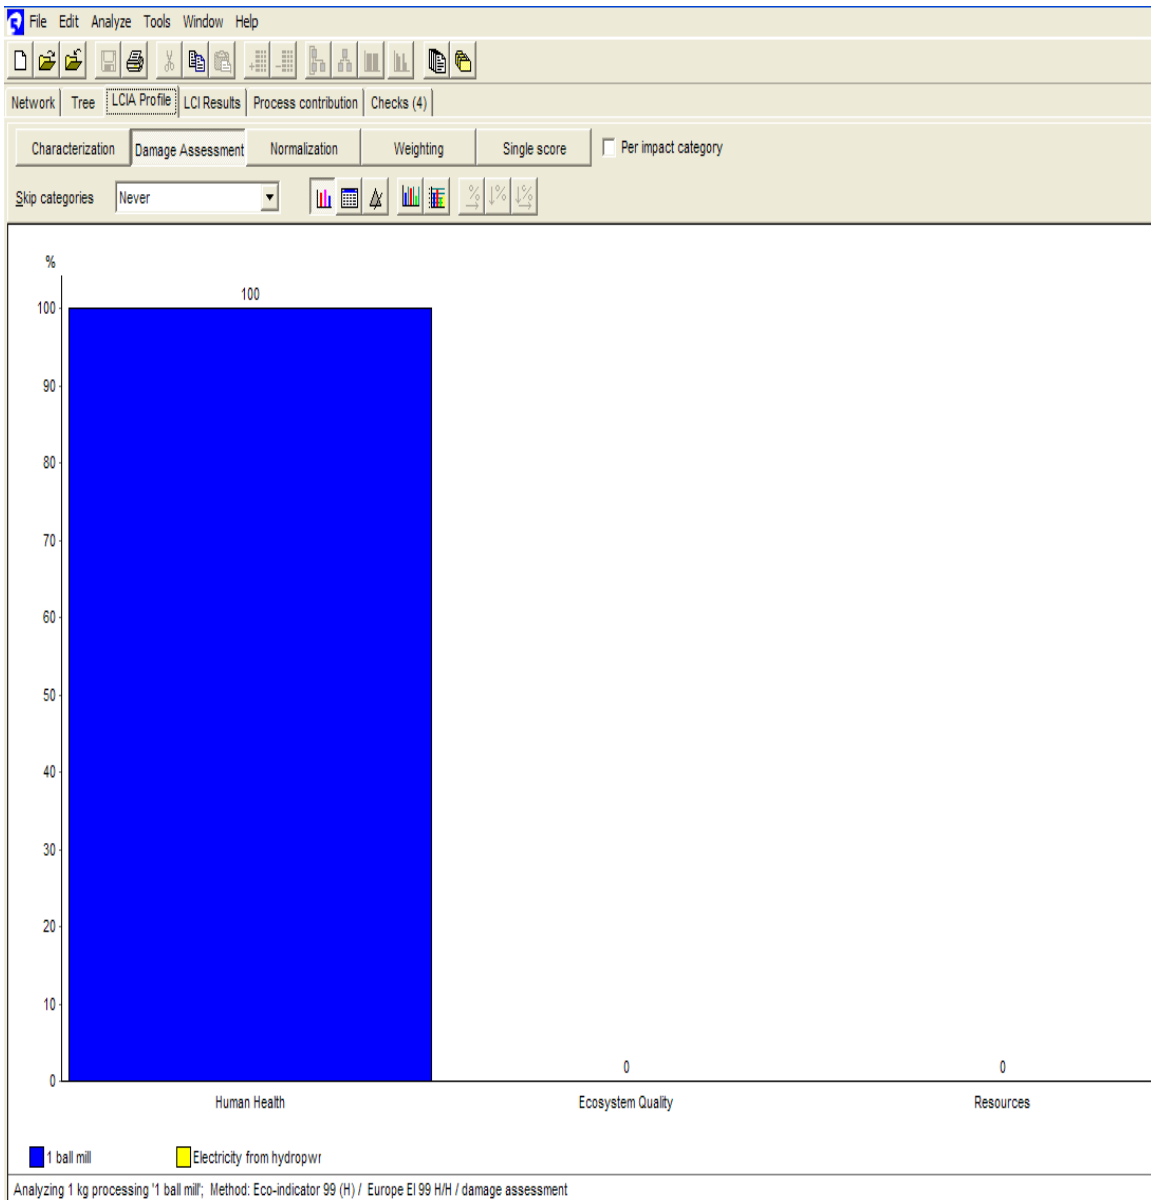 File Edit Analyze Tools Window Help
Network Tree LCIA Profile LCI Results Process contribution Checks (4)
Characterization Damage Assessment Normalization Weighting Single score Per impact category
Skip categories Never
%
100
100
90
80
70
60
50
40
30
20
10
0
0
0
Human Health Ecosystem Quality Resources
1 ball mill Electricity from hydropwr
Analyzing 1 kg processing '1 ball mill'; Method: Eco-indicator 99 (H) / Europe EI 99 H/H / damage assessment